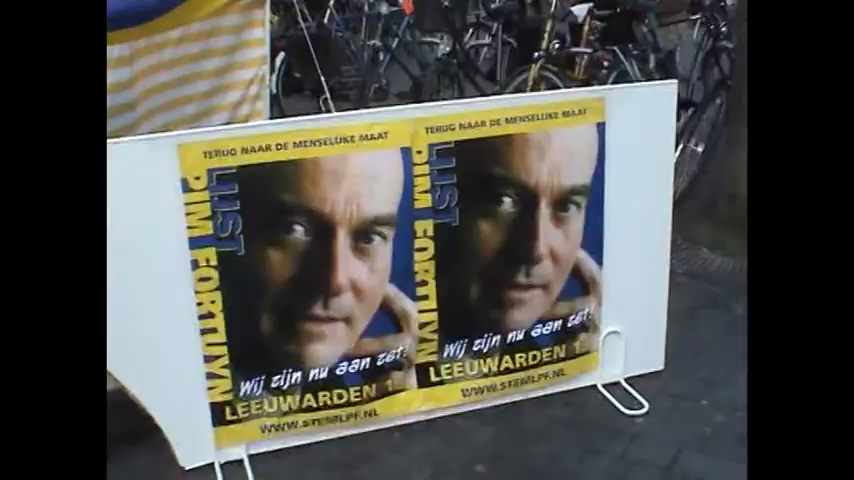 TERUG NAAR DE MENSELIJKE MAAT
LIJST
PIM FORTUYN
Wij zijn nu aan zet!
LEEUWARDEN 1
WWW.STEMLPF.NL
TERUG NAAR DE MENSELIJKE MAAT
LIJST
PIM FORTUYN
Wij zijn nu aan zet!
LEEUWARDEN
WWW.STEMLPF.NL